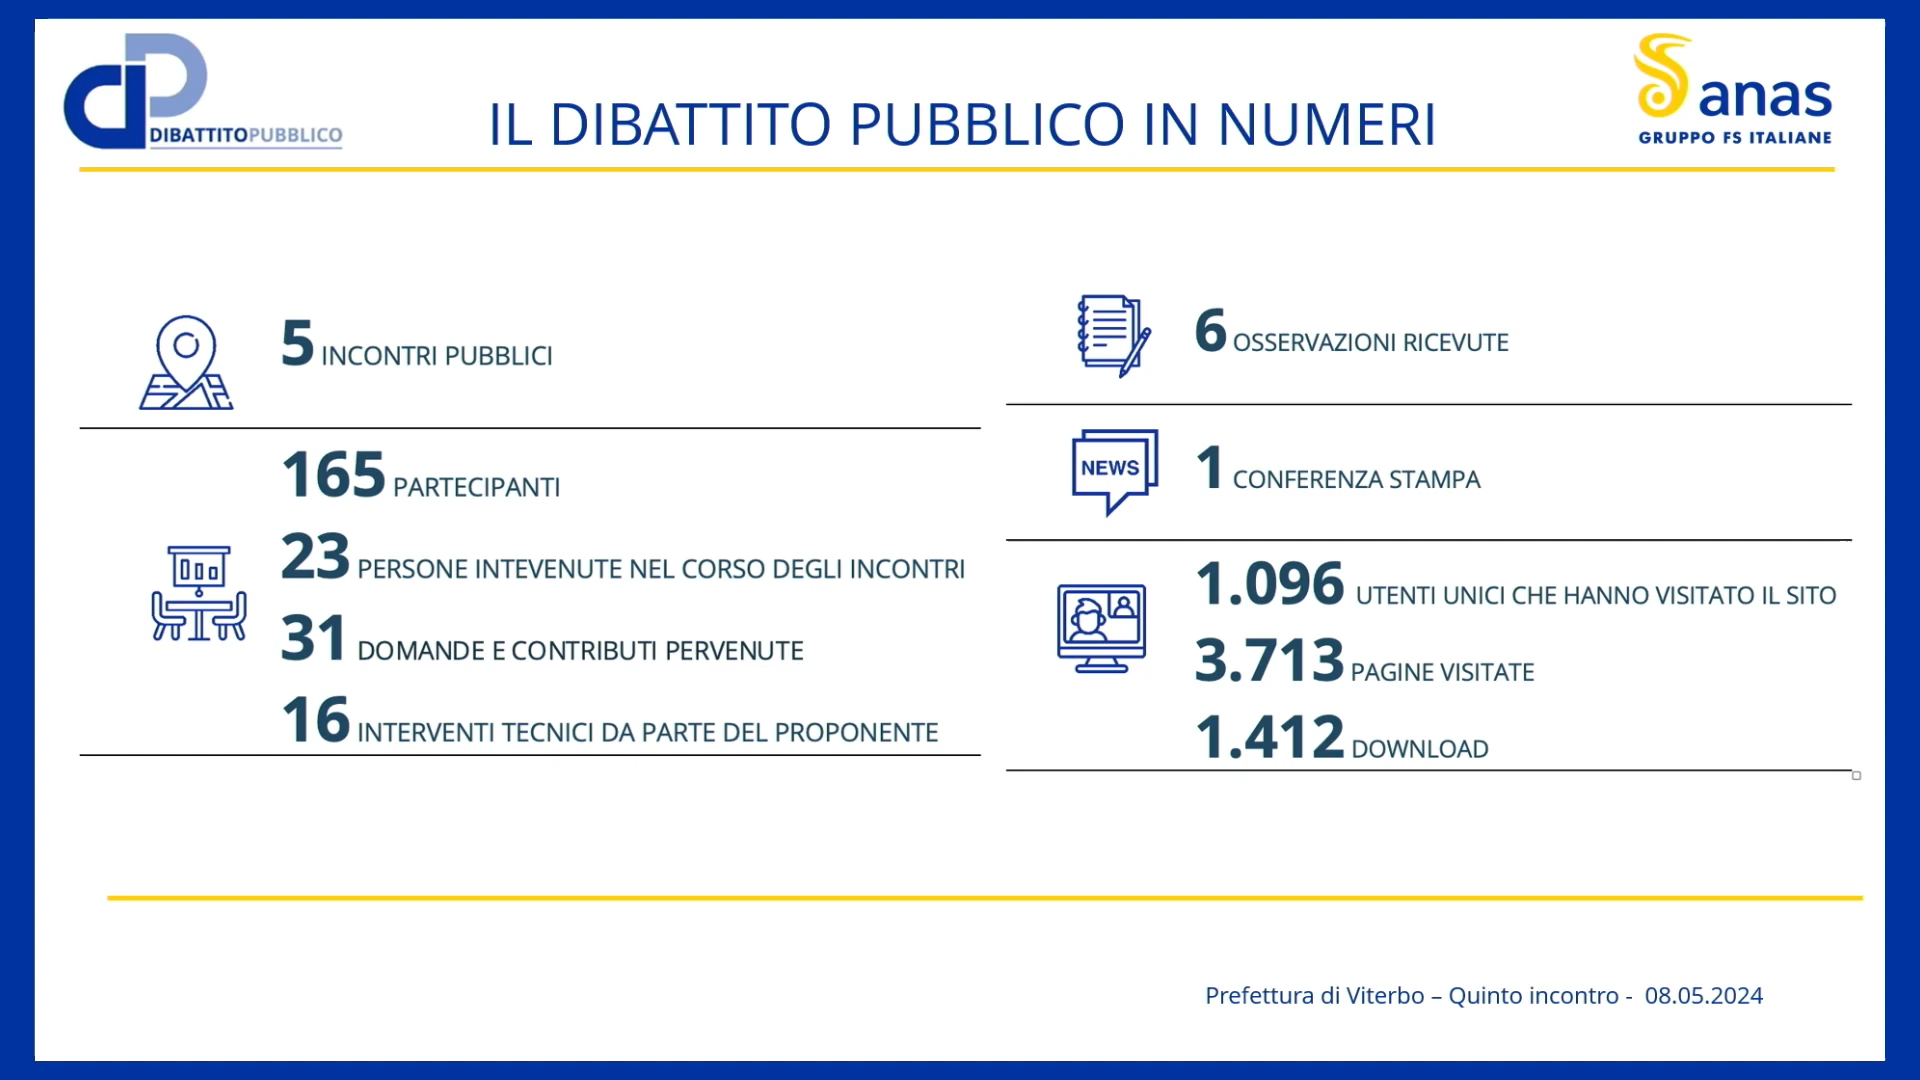 DIBATTITOPUBBLICO
IL DIBATTITO PUBBLICO IN NUMERI
anas
GRUPPO FS ITALIANE
5 INCONTRI PUBBLICI
165 PARTECIPANTI
23 PERSONE INTEVENUTE NEL CORSO DEGLI INCONTRI
31 DOMANDE E CONTRIBUTI PERVENUTE
16 INTERVENTI TECNICI DA PARTE DEL PROPONENTE
6 OSSERVAZIONI RICEVUTE
NEWS
1 CONFERENZA STAMPA
1.096 UTENTI UNICI CHE HANNO VISITATO IL SITO
3.713 PAGINE VISITATE
1.412 DOWNLOAD
Prefettura di Viterbo – Quinto incontro - 08.05.2024